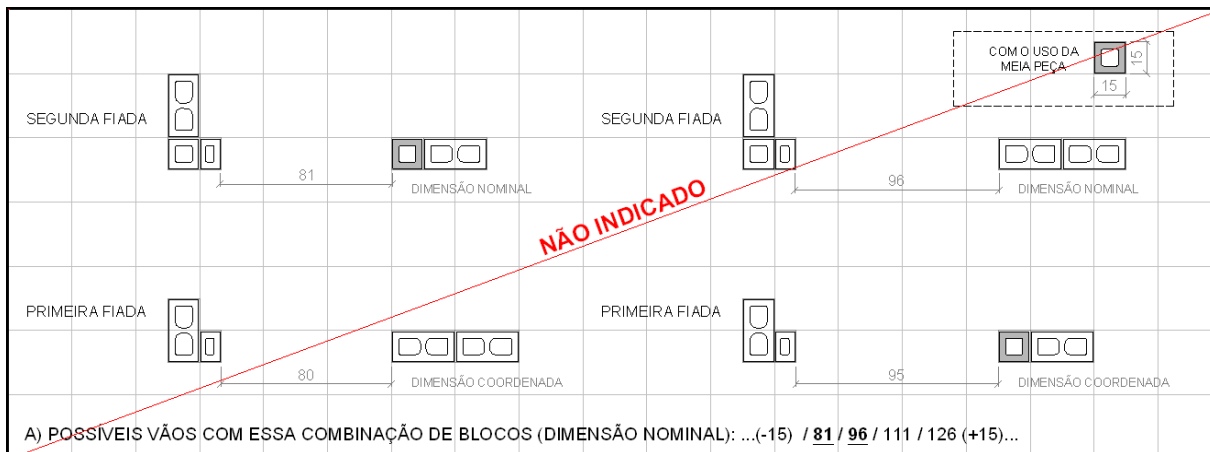 COM O USO DA
MEIA PEÇA
15
15
SEGUNDA FIADA
81
DIMENSÃO NOMINAL
SEGUNDA FIADA
96
DIMENSÃO NOMINAL
NÃO INDICADO
PRIMEIRA FIADA
80
DIMENSÃO COORDENADA
PRIMEIRA FIADA
95
DIMENSÃO COORDENADA
A) POSSÍVEIS VÃOS COM ESSA COMBINAÇÃO DE BLOCOS (DIMENSÃO NOMINAL): ...(-15) / 81 / 96 / 111 / 126 (+15)...